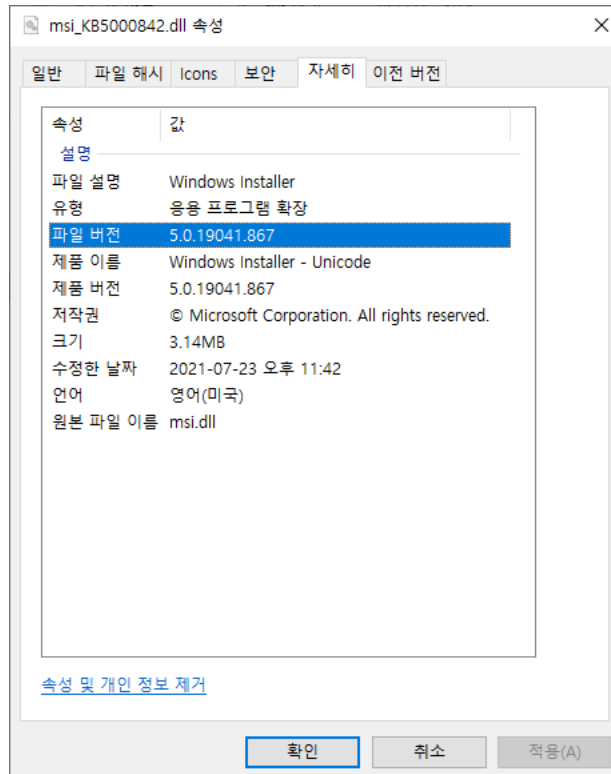 msi_KB5000842.dll 속성
일반 파일 해시 Icons 보안 자세히 이전 버전
속성 값
설명
파일 설명 Windows Installer
유형 응용 프로그램 확장
파일 버전 5.0.19041.867
제품 이름 Windows Installer - Unicode
제품 버전 5.0.19041.867
저작권 © Microsoft Corporation. All rights reserved.
크기 3.14MB
수정한 날짜 2021-07-23 오후 11:42
언어 영어(미국)
원본 파일 이름 msi.dll
속성 및 개인 정보 제거
확인 취소 적용(A)